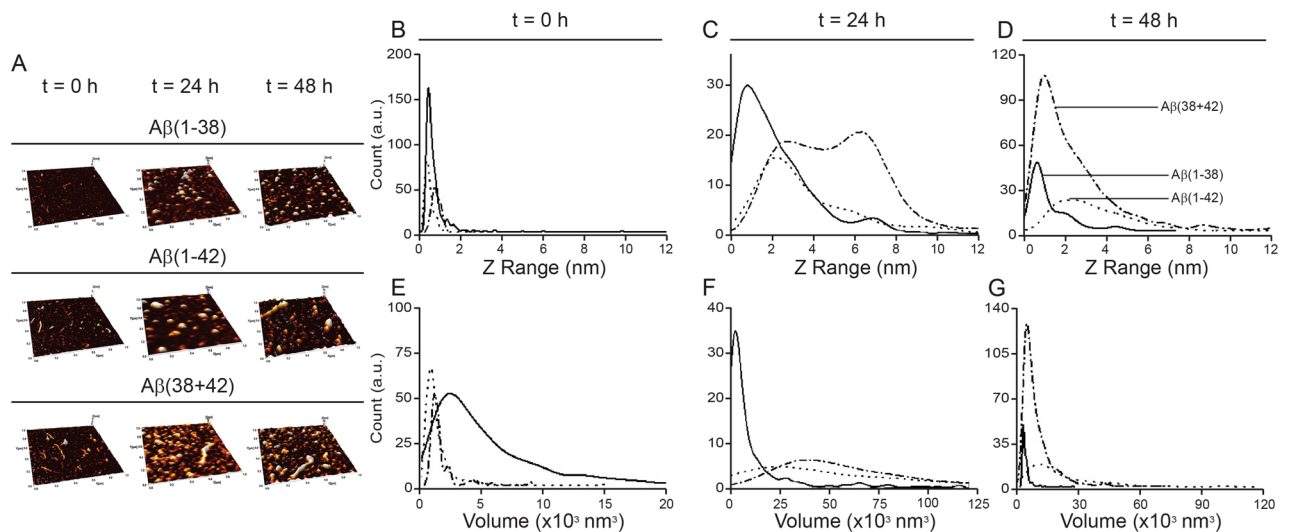 A
t = 0 h
t = 24 h
t = 48 h
Aβ(1-38)
Aβ(1-42)
Aβ(38+42)
t = 0 h
t = 24 h
t = 48 h
B
200
150
100
50
0
Count (a.u.)
0 2 4 6 8 10 12
Z Range (nm)
C
30
20
10
0
0 2 4 6 8 10 12
Z Range (nm)
D
120
90
60
30
0
Aβ(38+42)
Aβ(1-38)
Aβ(1-42)
0 2 4 6 8 10 12
Z Range (nm)
E
100
75
50
25
0
Count (a.u.)
0 5 10 15 20
Volume (x10³ nm³)
F
40
30
20
10
0
0 25 50 75 100 125
Volume (x10³ nm³)
G
140
105
70
35
0
0 30 60 90 120
Volume (x10³ nm³)